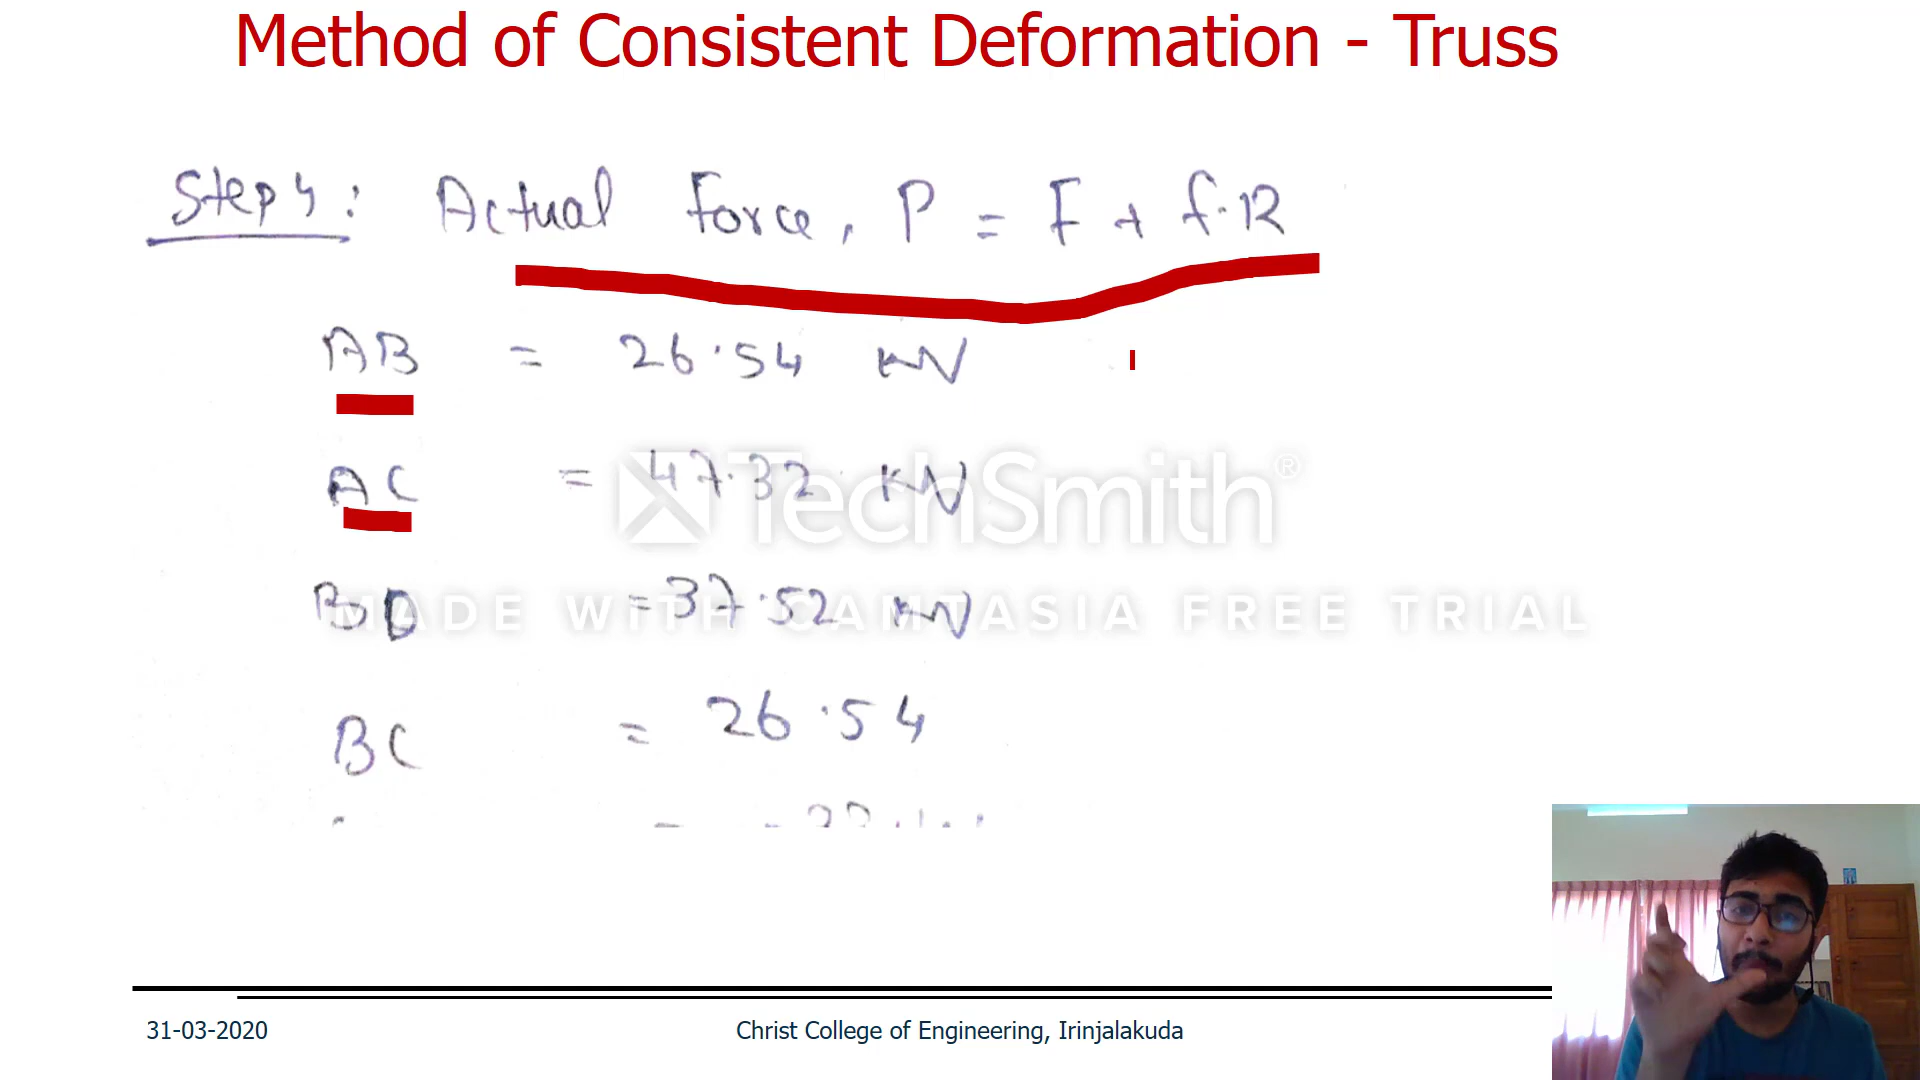 Method of Consistent Deformation - Truss
Step 4: Actual Force, P = F + f.R
AB = 26.54 KN
AC = 47.32 KN
TechSmith®
BD = 37.52 KN
MADE WITH CAMTASIA FREE TRIAL
BC = 26.54
31-03-2020
Christ College of Engineering, Irinjalakuda